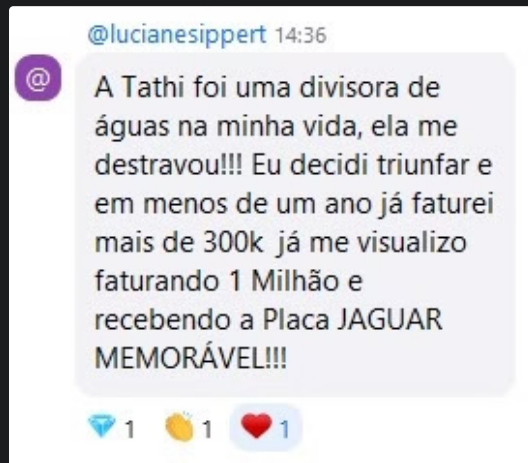 @lucianesippert 14:36
@
A Tathi foi uma divisora de
águas na minha vida, ela me
destravou!!! Eu decidi triunfar e
em menos de um ano já faturei
mais de 300k já me visualizo
faturando 1 Milhão e
recebendo a Placa JAGUAR
MEMORÁVEL!!!
💎 1 👏 1 ❤️ 1